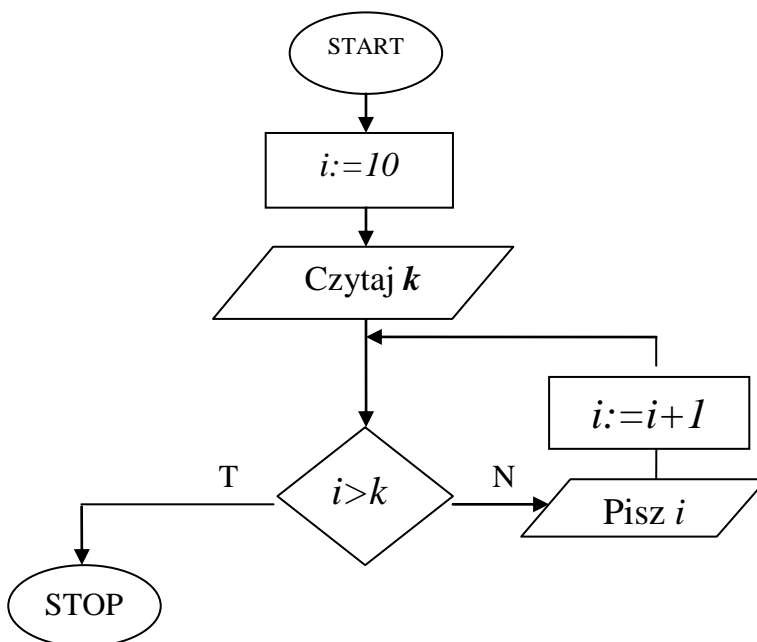 START
i:=10
Czytaj k
i:=i+1
T
i>k
N
Pisz i
STOP